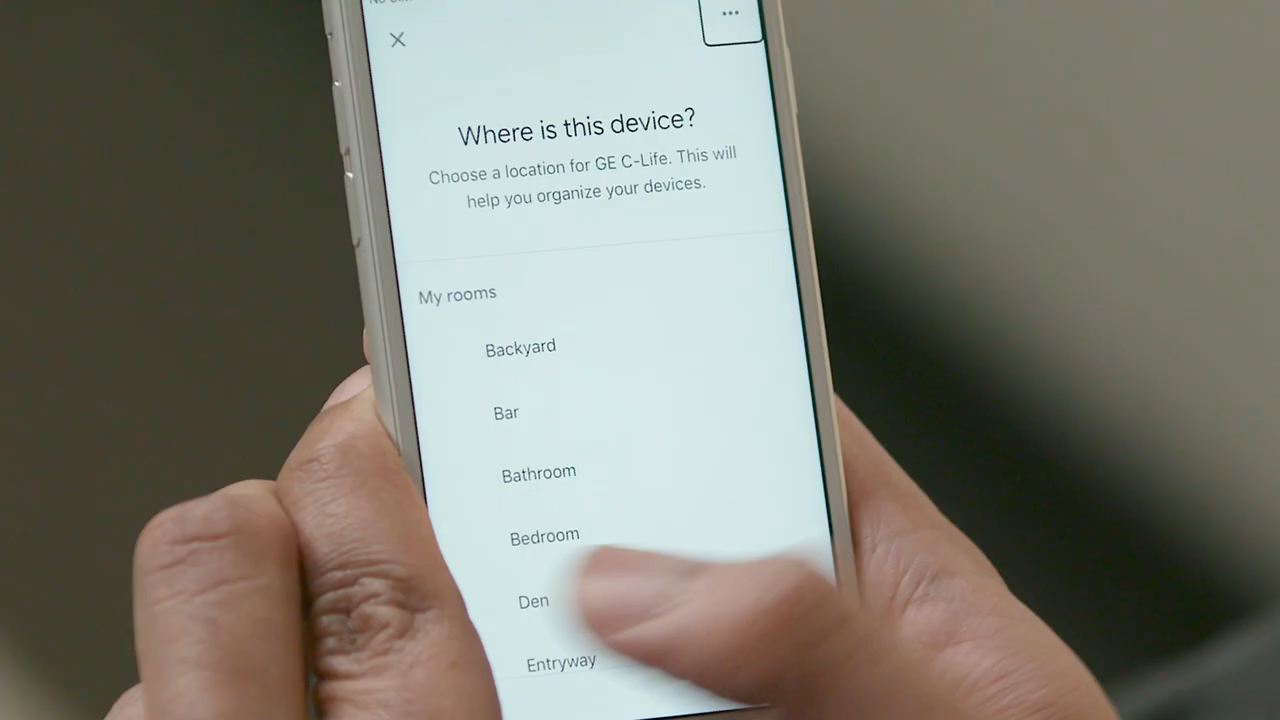 Where is this device?
Choose a location for GE C-Life. This will
help you organize your devices.
My rooms
Backyard
Bar
Bathroom
Bedroom
Den
Entryway